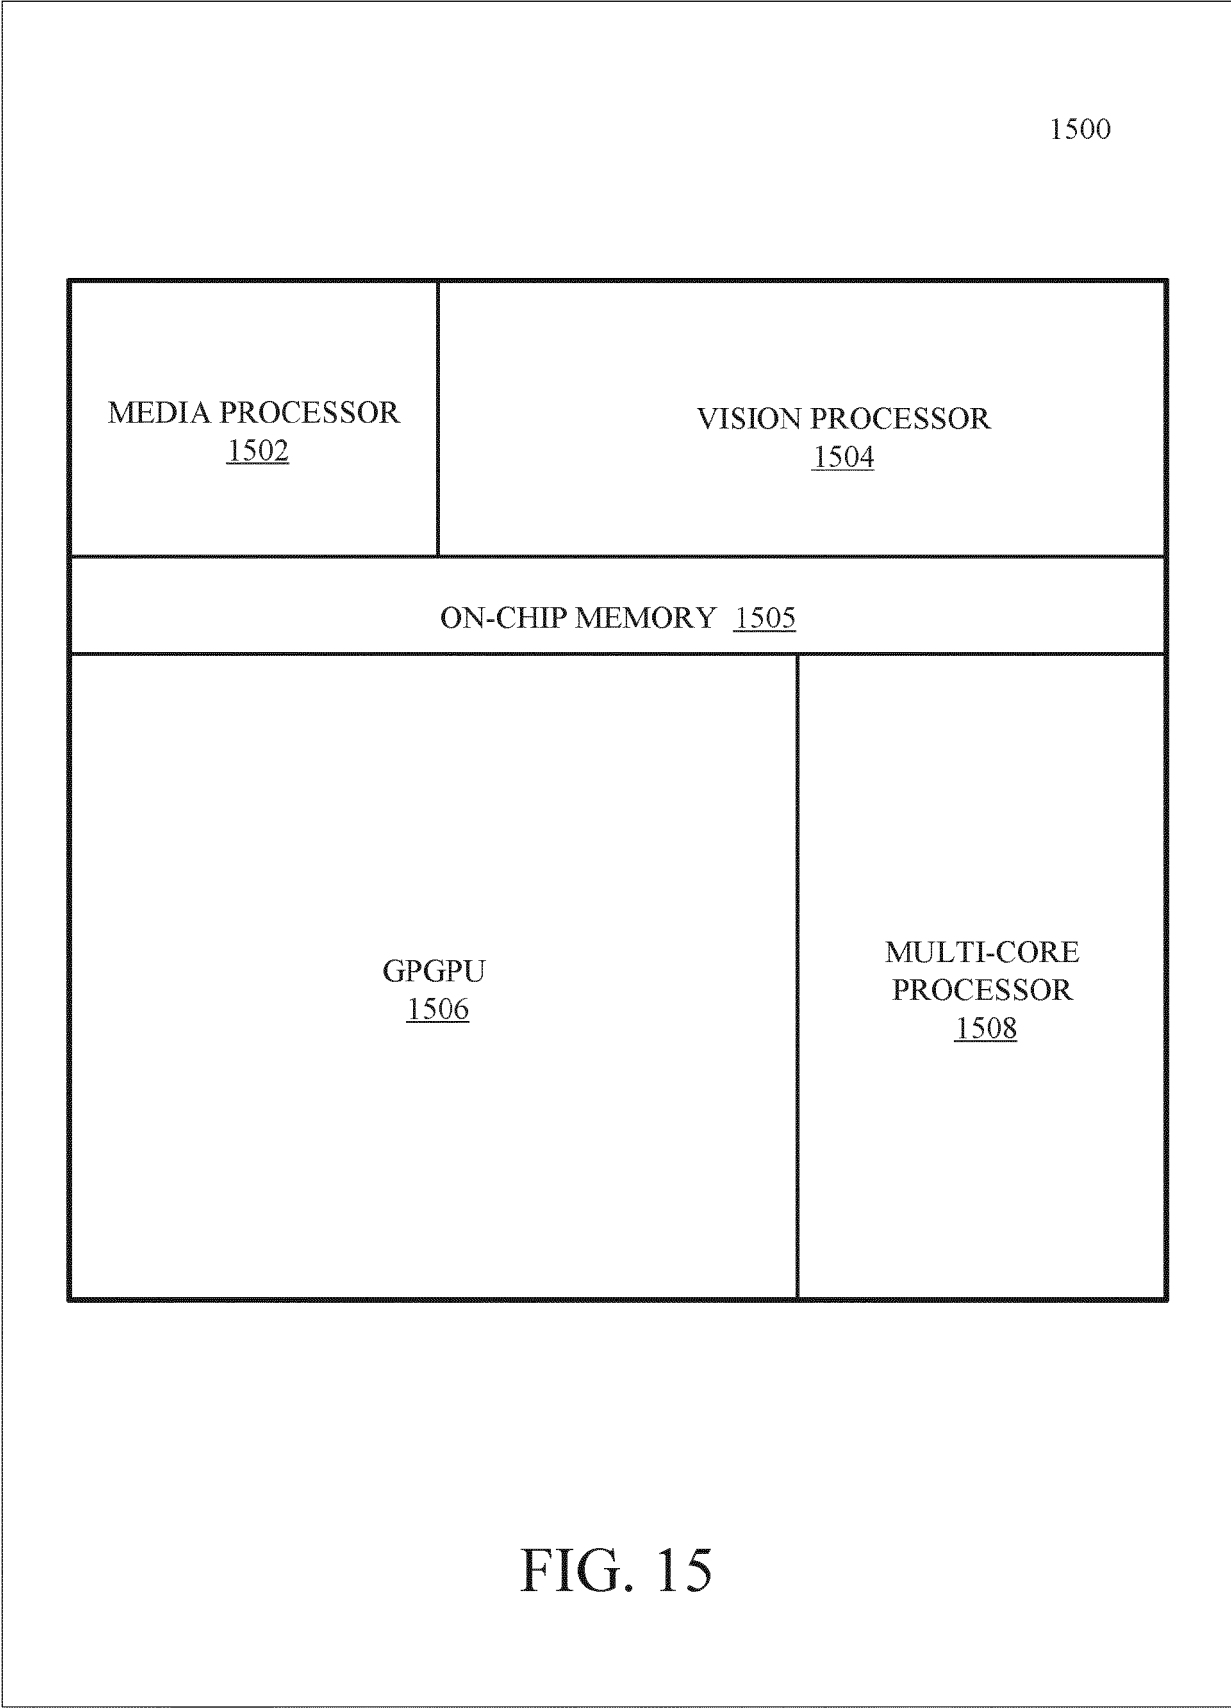 1500
MEDIA PROCESSOR
1502
VISION PROCESSOR
1504
ON-CHIP MEMORY 1505
GPGPU
1506
MULTI-CORE
PROCESSOR
1508
FIG. 15